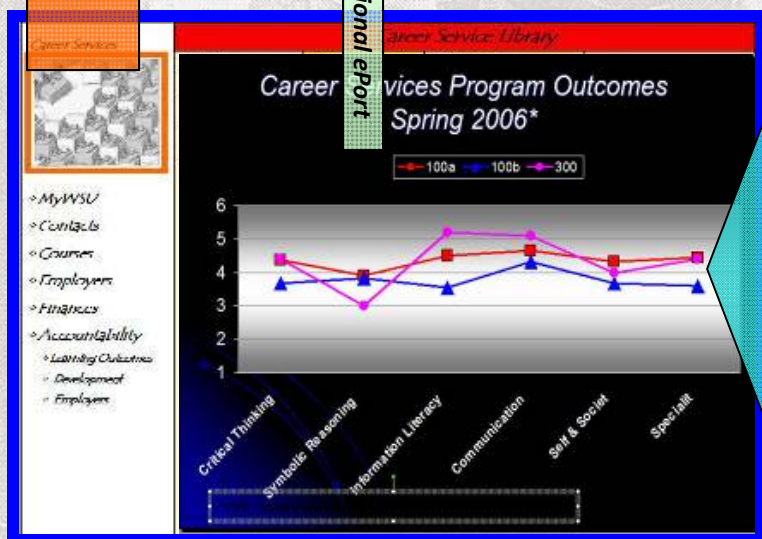 Career Services
Career Service Library
ional ePort
Career Services Program Outcomes
Spring 2006*
100a 100b 300
MyWSU
Contacts
Courses
Employers
Finances
Accountability
Learning Outcomes
Development
Employers
6
5
4
3
2
1
Critical Thinking
Symbolic Reasoning
Information Literacy
Communication
Self & Societ
Specialit